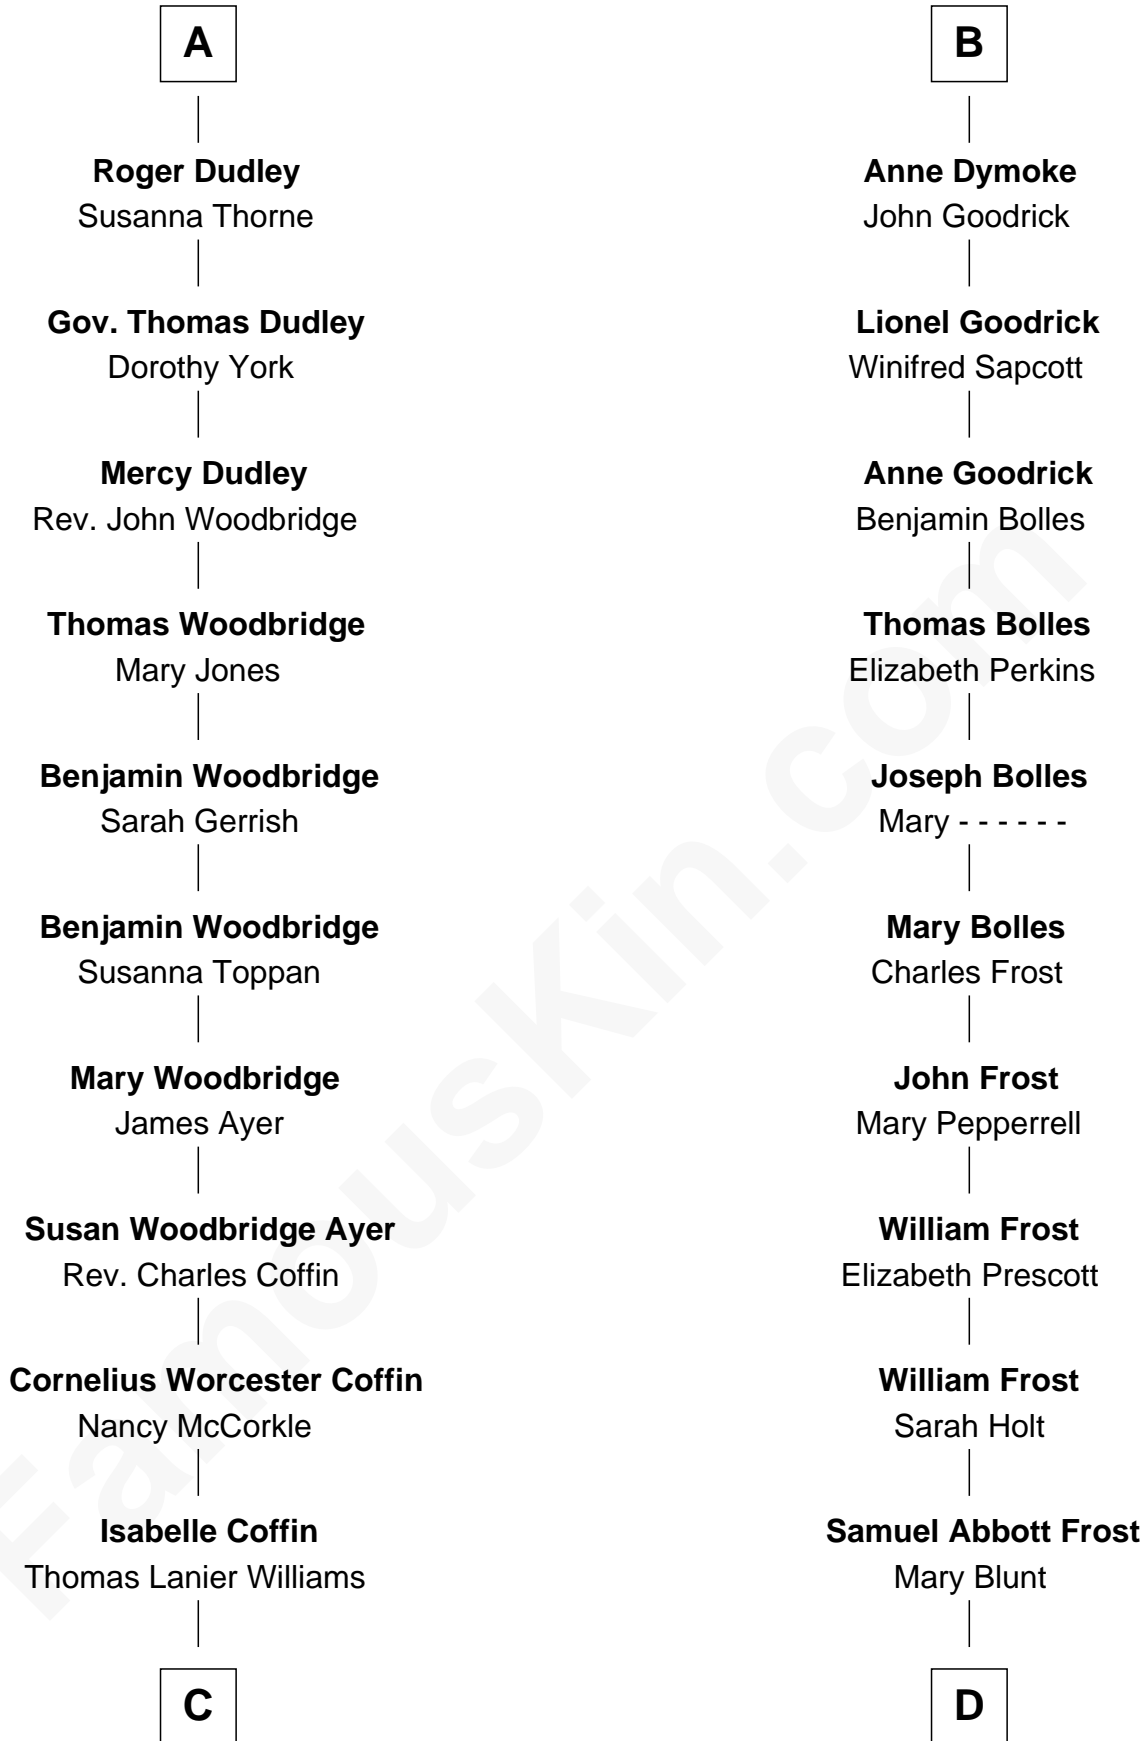 A
Roger Dudley
Susanna Thorne
Gov. Thomas Dudley
Dorothy York
Mercy Dudley
Rev. John Woodbridge
Thomas Woodbridge
Mary Jones
Benjamin Woodbridge
Sarah Gerrish
Benjamin Woodbridge
Susanna Toppan
Mary Woodbridge
James Ayer
Susan Woodbridge Ayer
Rev. Charles Coffin
Cornelius Worcester Coffin
Nancy McCorkle
Isabelle Coffin
Thomas Lanier Williams
C
B
Anne Dymoke
John Goodrick
Lionel Goodrick
Winifred Sapcott
Anne Goodrick
Benjamin Bolles
Thomas Bolles
Elizabeth Perkins
Joseph Bolles
Mary - - - - - -
Mary Bolles
Charles Frost
John Frost
Mary Pepperrell
William Frost
Elizabeth Prescott
William Frost
Sarah Holt
Samuel Abbott Frost
Mary Blunt
D
FamousKin.com